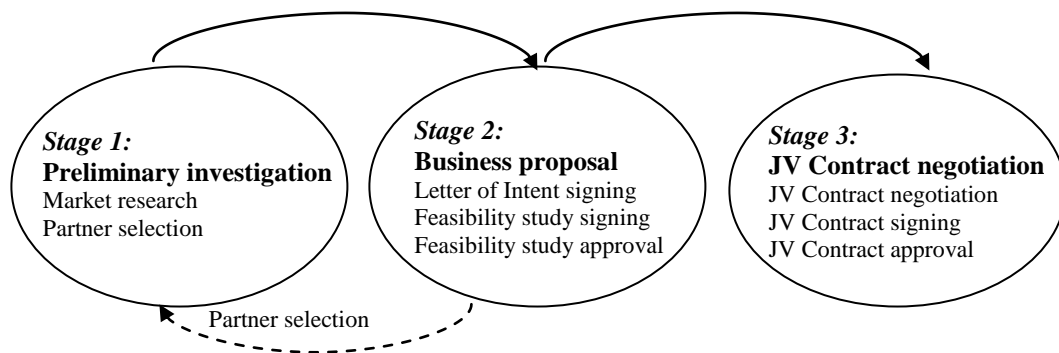 Stage 1:
Preliminary investigation
Market research
Partner selection
Stage 2:
Business proposal
Letter of Intent signing
Feasibility study signing
Feasibility study approval
Stage 3:
JV Contract negotiation
JV Contract negotiation
JV Contract signing
JV Contract approval
Partner selection